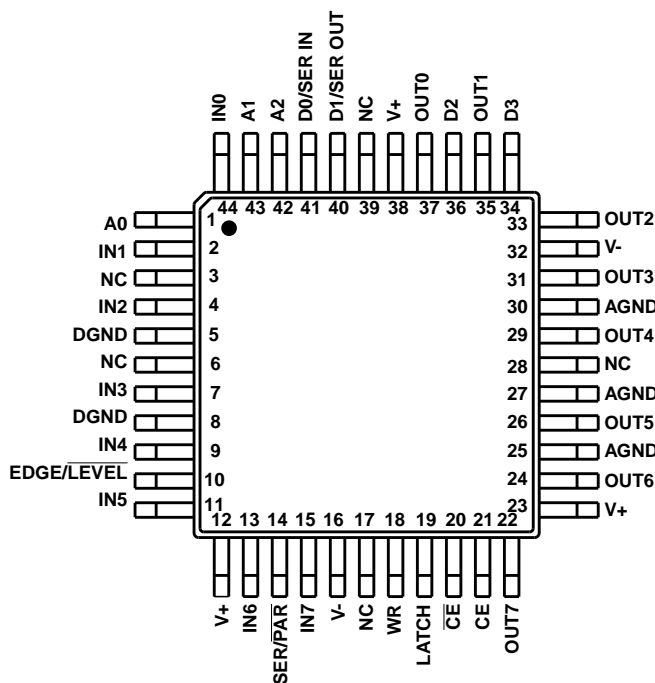 IN0
A1
A2
D0/SER IN
D1/SER OUT
NC
V+
OUT0
D2
OUT1
D3
44
43
42
41
40
39
38
37
36
35
34
A0
IN1
NC
IN2
DGND
NC
IN3
DGND
IN4
EDGE/L̅E̅V̅E̅L̅
IN5
1
2
3
4
5
6
7
8
9
10
11
33
32
31
30
29
28
27
26
25
24
23
OUT2
V-
OUT3
AGND
OUT4
NC
AGND
OUT5
AGND
OUT6
V+
12
13
14
15
16
17
18
19
20
21
22
V+
IN6
SER/P̅A̅R̅
IN7
V-
NC
WR
LATCH
C̅E̅
CE
OUT7